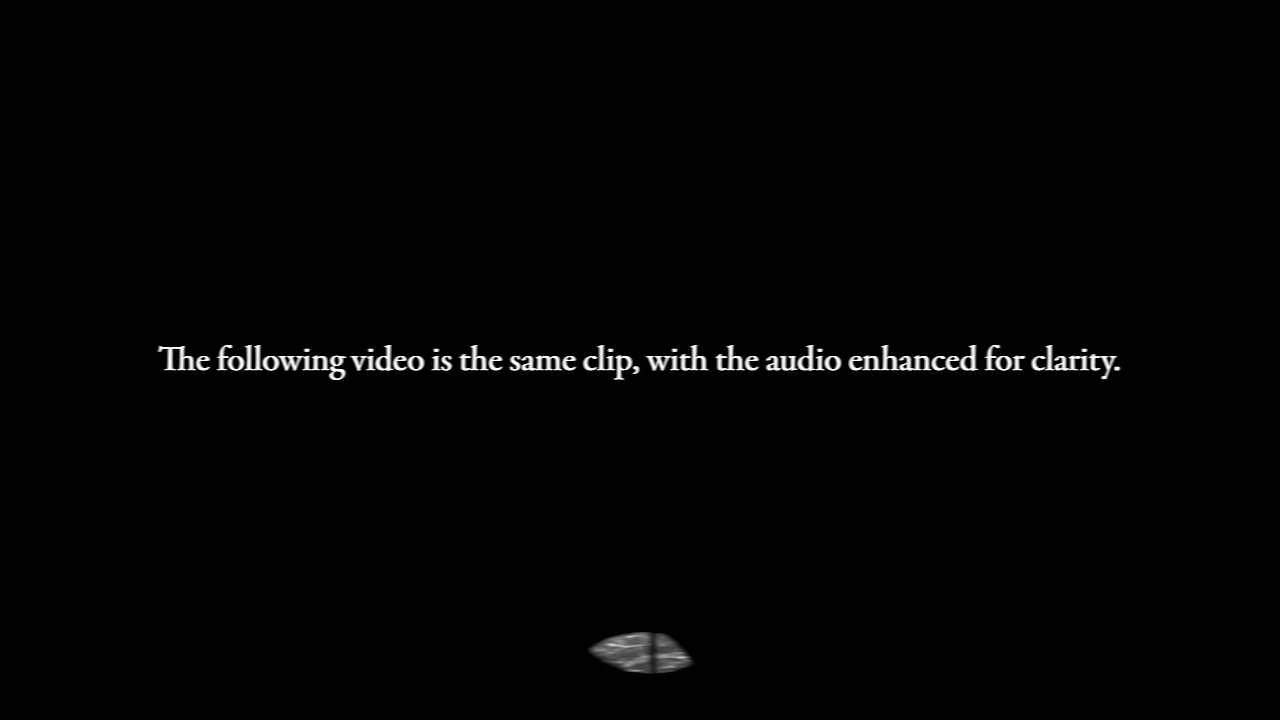 The following video is the same clip, with the audio enhanced for clarity.